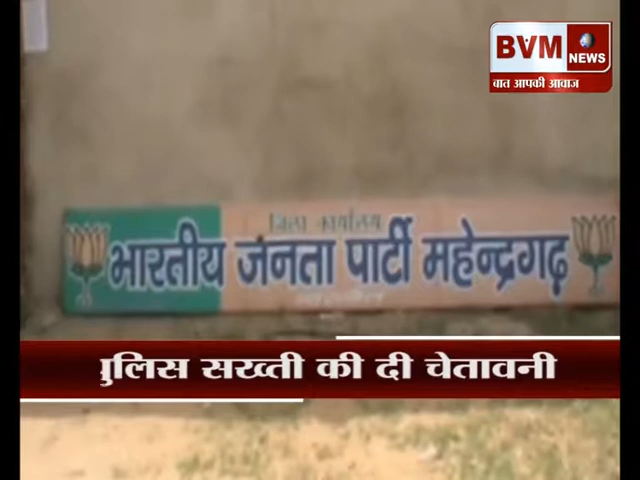 BVM
NEWS
बात आपकी आवाज
जिला कार्यालय
भारतीय जनता पार्टी महेन्द्रगढ़
पुलिस सख्ती की दी चेतावनी